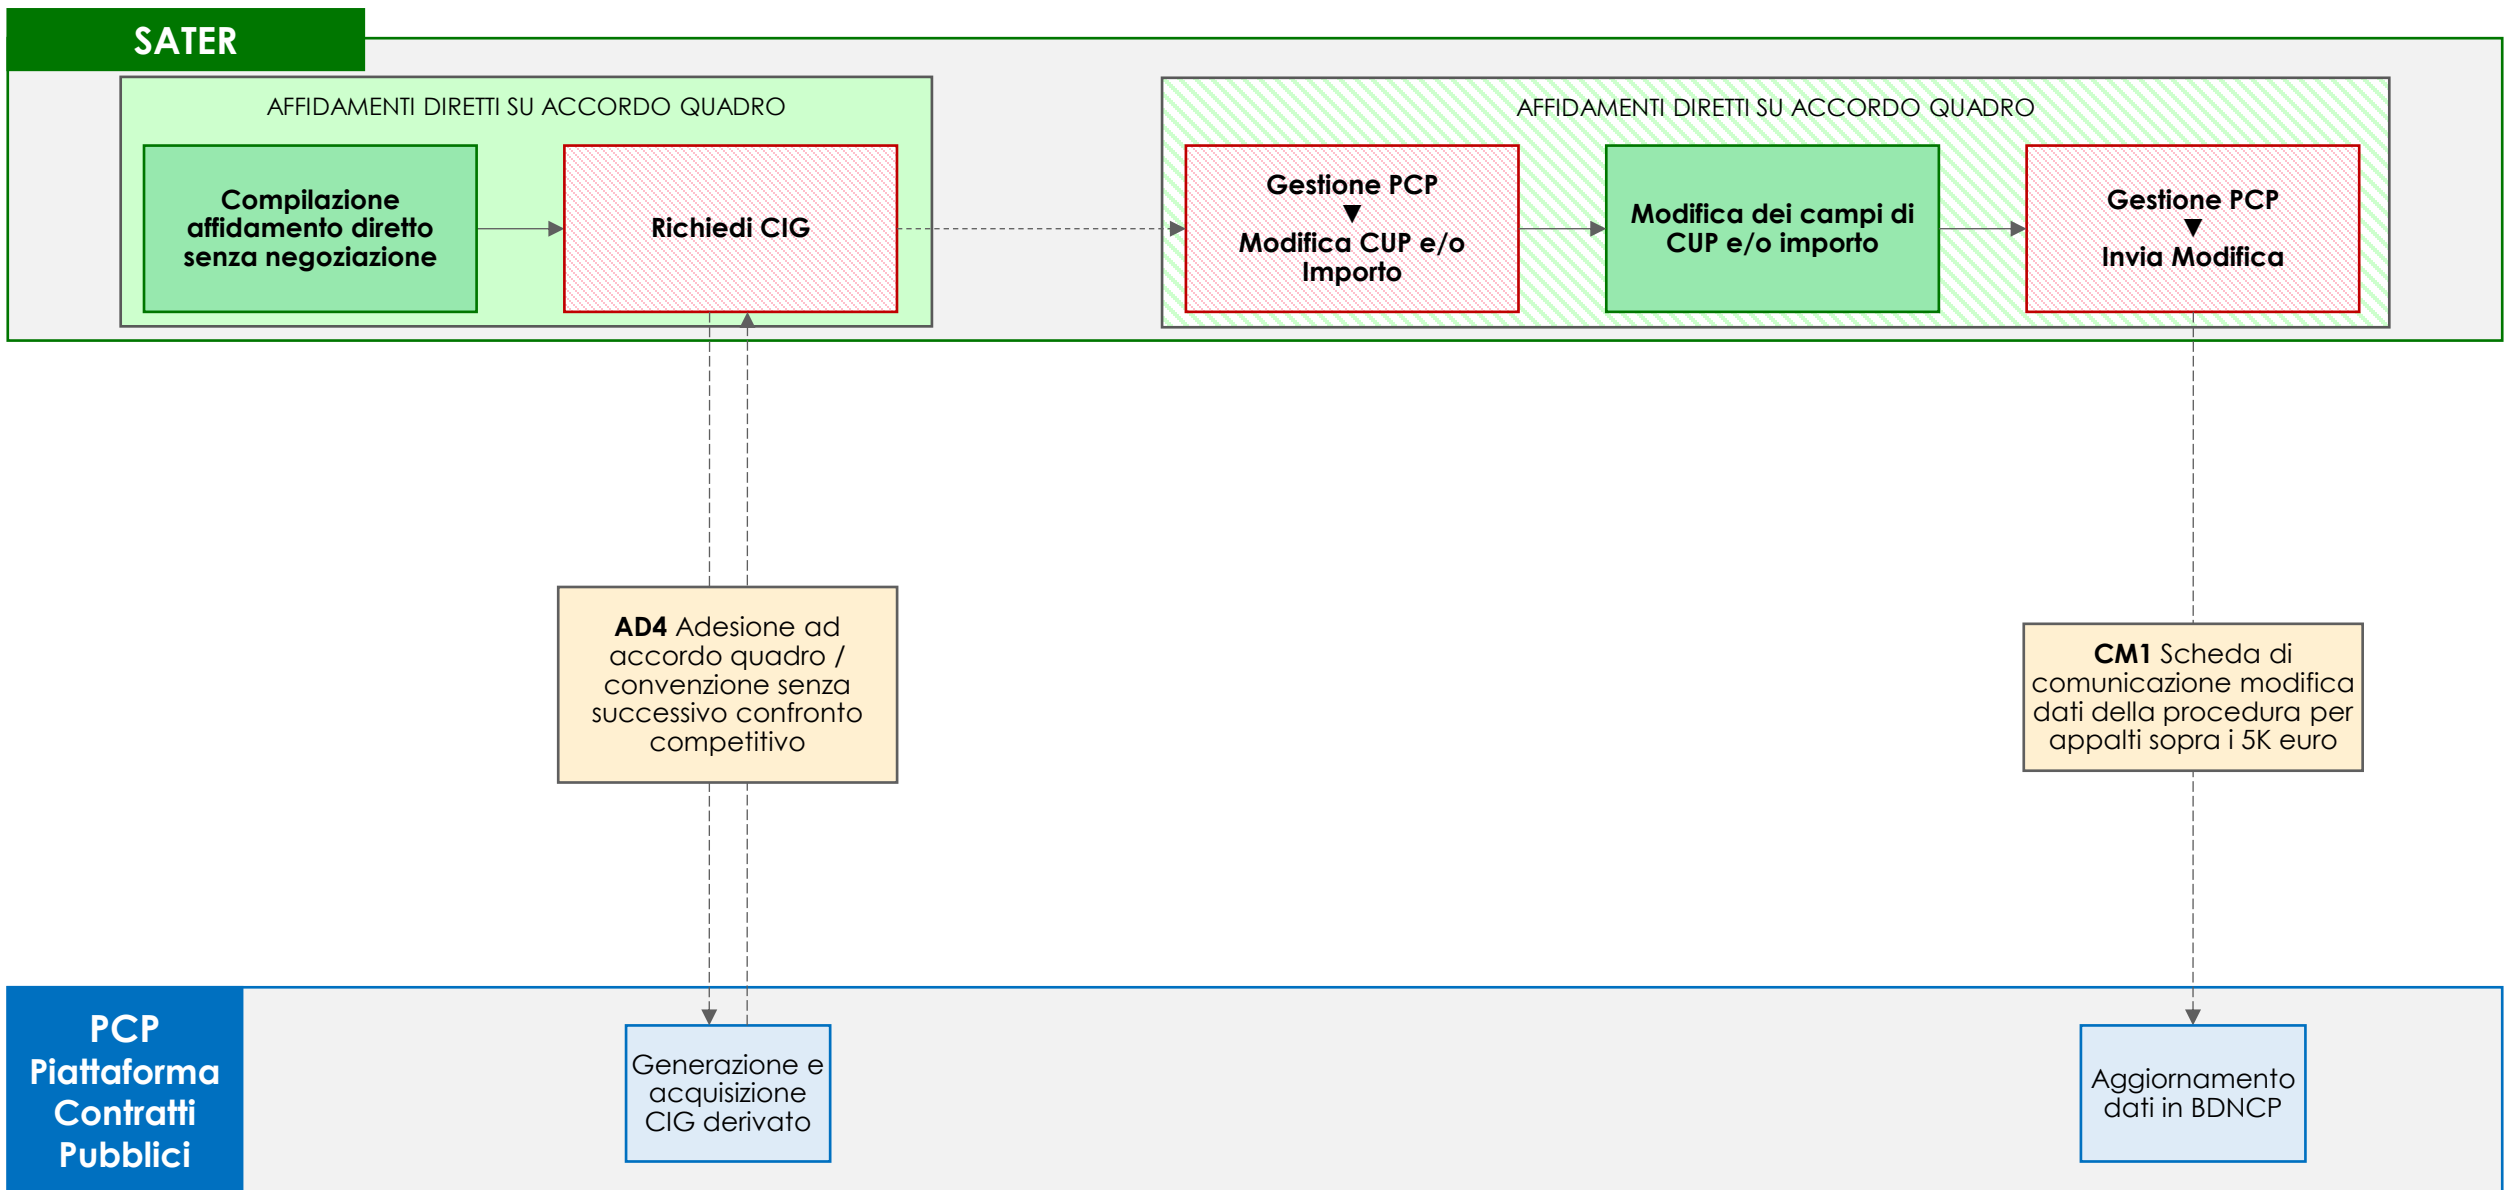 SATER
AFFIDAMENTI DIRETTI SU ACCORDO QUADRO
Compilazione
affidamento diretto
senza negoziazione
Richiedi CIG
AFFIDAMENTI DIRETTI SU ACCORDO QUADRO
Gestione PCP
▼
Modifica CUP e/o
Importo
Modifica dei campi di
CUP e/o importo
Gestione PCP
▼
Invia Modifica
AD4 Adesione ad
accordo quadro /
convenzione senza
successivo confronto
competitivo
CM1 Scheda di
comunicazione modifica
dati della procedura per
appalti sopra i 5K euro
PCP
Piattaforma
Contratti
Pubblici
Generazione e
acquisizione
CIG derivato
Aggiornamento
dati in BDNCP